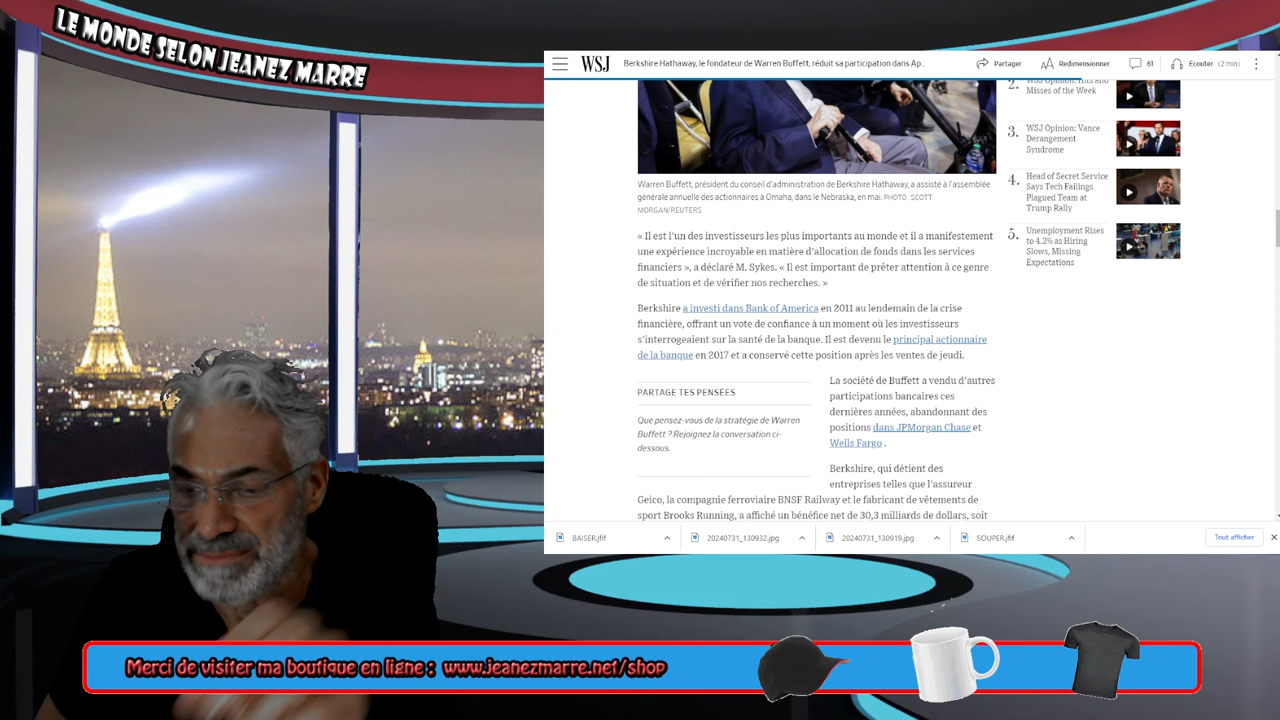 LE MONDE SELON JEANEZ MARRE
WSJ
Berkshire Hathaway, le fondateur de Warren Buffett, réduit sa participation dans Ap...
Partager
Redimensionner
61
Ecouter (2 min)
2. WSJ Opinion: Hits and
Misses of the Week
3. WSJ Opinion: Vance
Derangement
Syndrome
4. Head of Secret Service
Says Tech Failings
Plagued Team at
Trump Rally
5. Unemployment Rises
to 4.3% as Hiring
Slows, Missing
Expectations
Warren Buffett, président du conseil d'administration de Berkshire Hathaway, a assisté à l'assemblée
générale annuelle des actionnaires à Omaha, dans le Nebraska, en mai. PHOTO : SCOTT
MORGAN/REUTERS
« Il est l'un des investisseurs les plus importants au monde et il a manifestement
une expérience incroyable en matière d'allocation de fonds dans les services
financiers », a déclaré M. Sykes. « Il est important de prêter attention à ce genre
de situation et de vérifier nos recherches. »
Berkshire a investi dans Bank of America en 2011 au lendemain de la crise
financière, offrant un vote de confiance à un moment où les investisseurs
s'interrogeaient sur la santé de la banque. Il est devenu le principal actionnaire
de la banque en 2017 et a conservé cette position après les ventes de jeudi.
PARTAGE TES PENSÉES
Que pensez-vous de la stratégie de Warren
Buffett ? Rejoignez la conversation ci-
dessous.
La société de Buffett a vendu d'autres
participations bancaires ces
dernières années, abandonnant des
positions dans JPMorgan Chase et
Wells Fargo .
Berkshire, qui détient des
entreprises telles que l'assureur
Geico, la compagnie ferroviaire BNSF Railway et le fabricant de vêtements de
sport Brooks Running, a affiché un bénéfice net de 30,3 milliards de dollars, soit
BAISER.jfif
20240731_130932.jpg
20240731_130919.jpg
SOUPER.jfif
Tout afficher
Merci de visiter ma boutique en ligne : www.jeanezmarre.net/shop